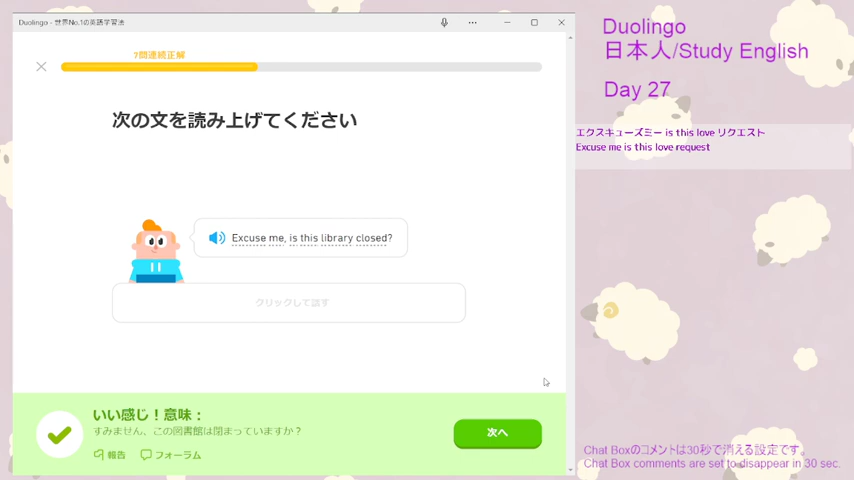 Duolingo - 世界No.1の英語学習法
7問連続正解
次の文を読み上げてください
Excuse me, is this library closed?
クリックして話す
いい感じ！意味：
すみません、この図書館は閉まっていますか？
報告
フォーラム
次へ
Duolingo
日本人/Study English
Day 27
エクスキューズミー is this love リクエスト
Excuse me is this love request
Chat Boxのコメントは30秒で消える設定です
Chat Box comments are set to disappear in 30 sec.